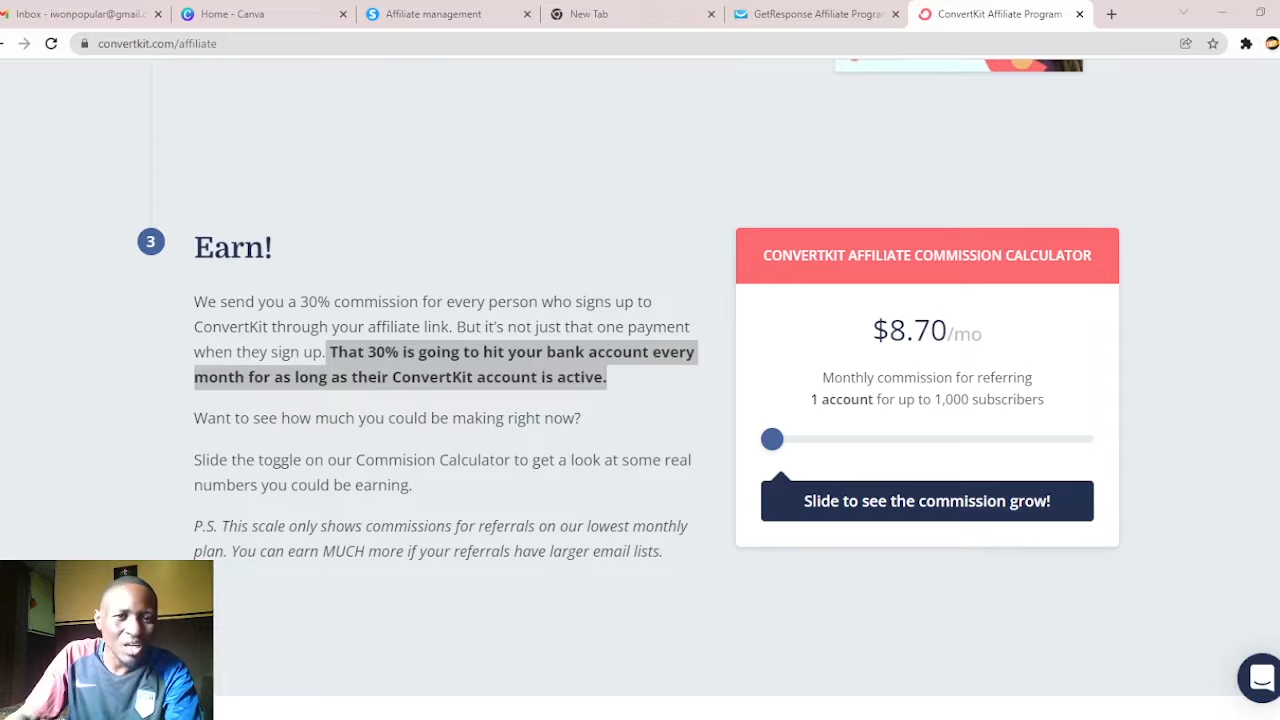 Inbox - iwonpopular@gmail.c
Home - Canva
Affiliate management
New Tab
GetResponse Affiliate Progra
ConvertKit Affiliate Program
convertkit.com/affiliate
3
Earn!
We send you a 30% commission for every person who signs up to
ConvertKit through your affiliate link. But it's not just that one payment
when they sign up. That 30% is going to hit your bank account every
month for as long as their ConvertKit account is active.
Want to see how much you could be making right now?
Slide the toggle on our Commision Calculator to get a look at some real
numbers you could be earning.
P.S. This scale only shows commissions for referrals on our lowest monthly
plan. You can earn MUCH more if your referrals have larger email lists.
CONVERTKIT AFFILIATE COMMISSION CALCULATOR
$8.70/mo
Monthly commission for referring
1 account for up to 1,000 subscribers
Slide to see the commission grow!